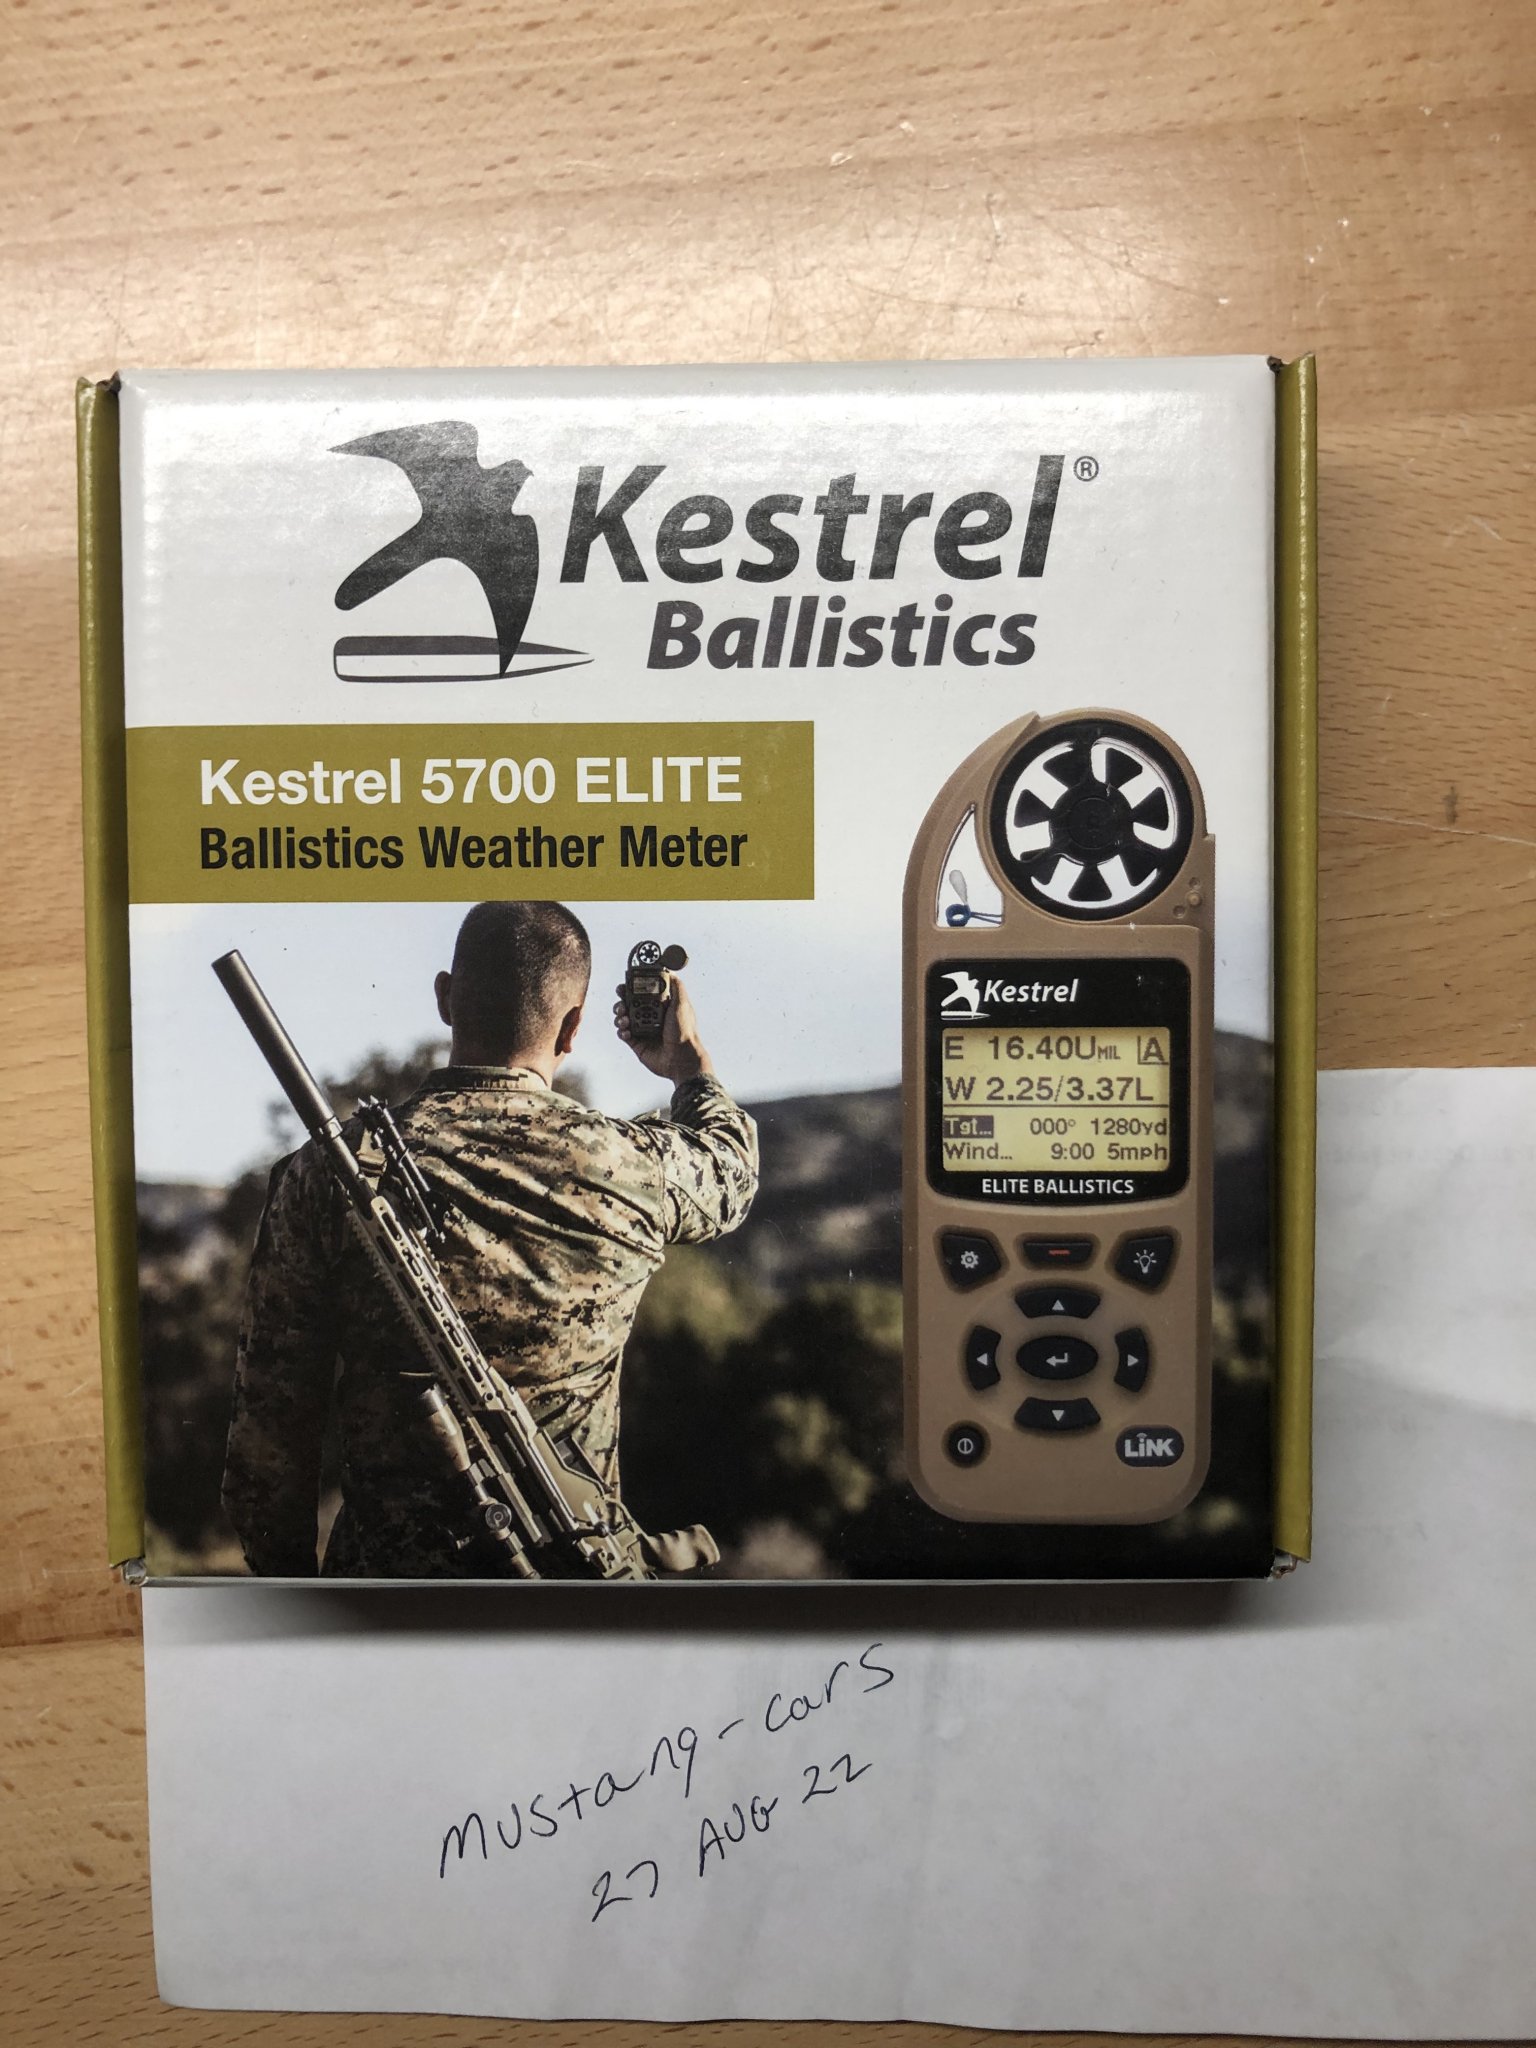 Kestrel®
Ballistics
Kestrel 5700 ELITE
Ballistics Weather Meter
Kestrel
E 16.40UMIL A
W 2.25/3.37L
Tgt... 000° 1280yd
Wind... 9:00 5mph
ELITE BALLISTICS
LiNK
Mustang-cars
27 AUG 22